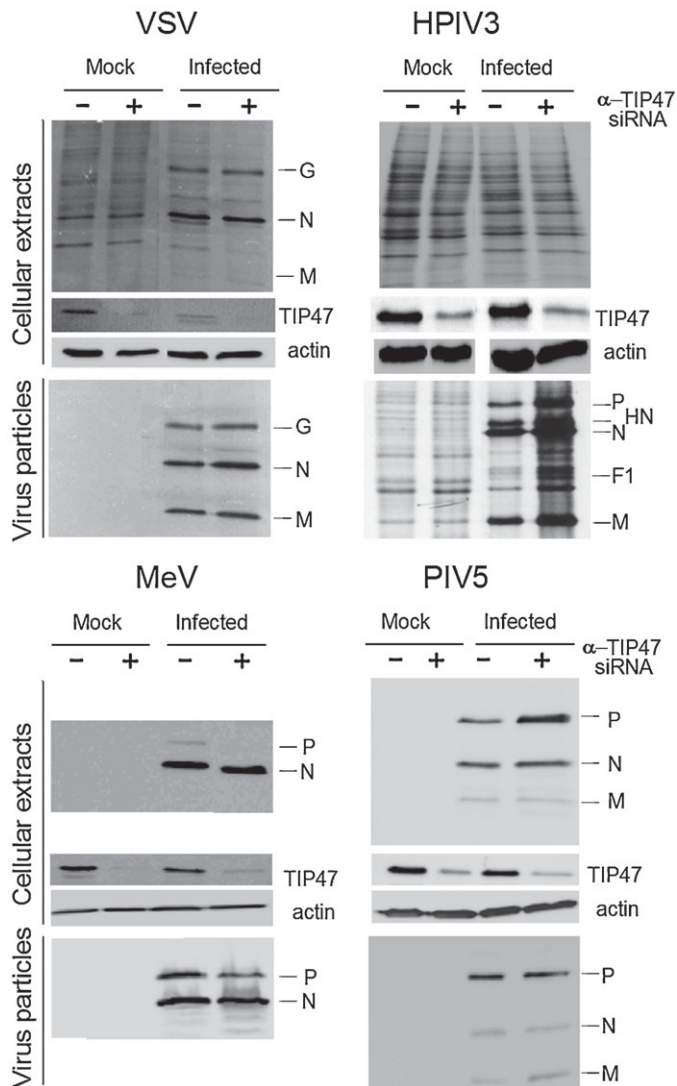 VSV
HPIV3
Mock Infected
Mock Infected
− + − +
− + − +
α–TIP47
siRNA
Cellular extracts
G
N
M
TIP47
actin
TIP47
actin
Virus particles
G
N
M
P
HN
N
F1
M
MeV
PIV5
Mock Infected
Mock Infected
− + − +
− + − +
α–TIP47
siRNA
Cellular extracts
P
N
P
N
M
TIP47
actin
TIP47
actin
Virus particles
P
N
P
N
M